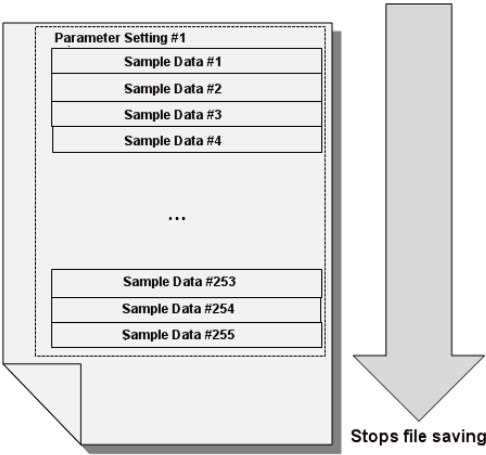 Parameter Setting #1
Sample Data #1
Sample Data #2
Sample Data #3
Sample Data #4
...
Sample Data #253
Sample Data #254
Sample Data #255
Stops file saving